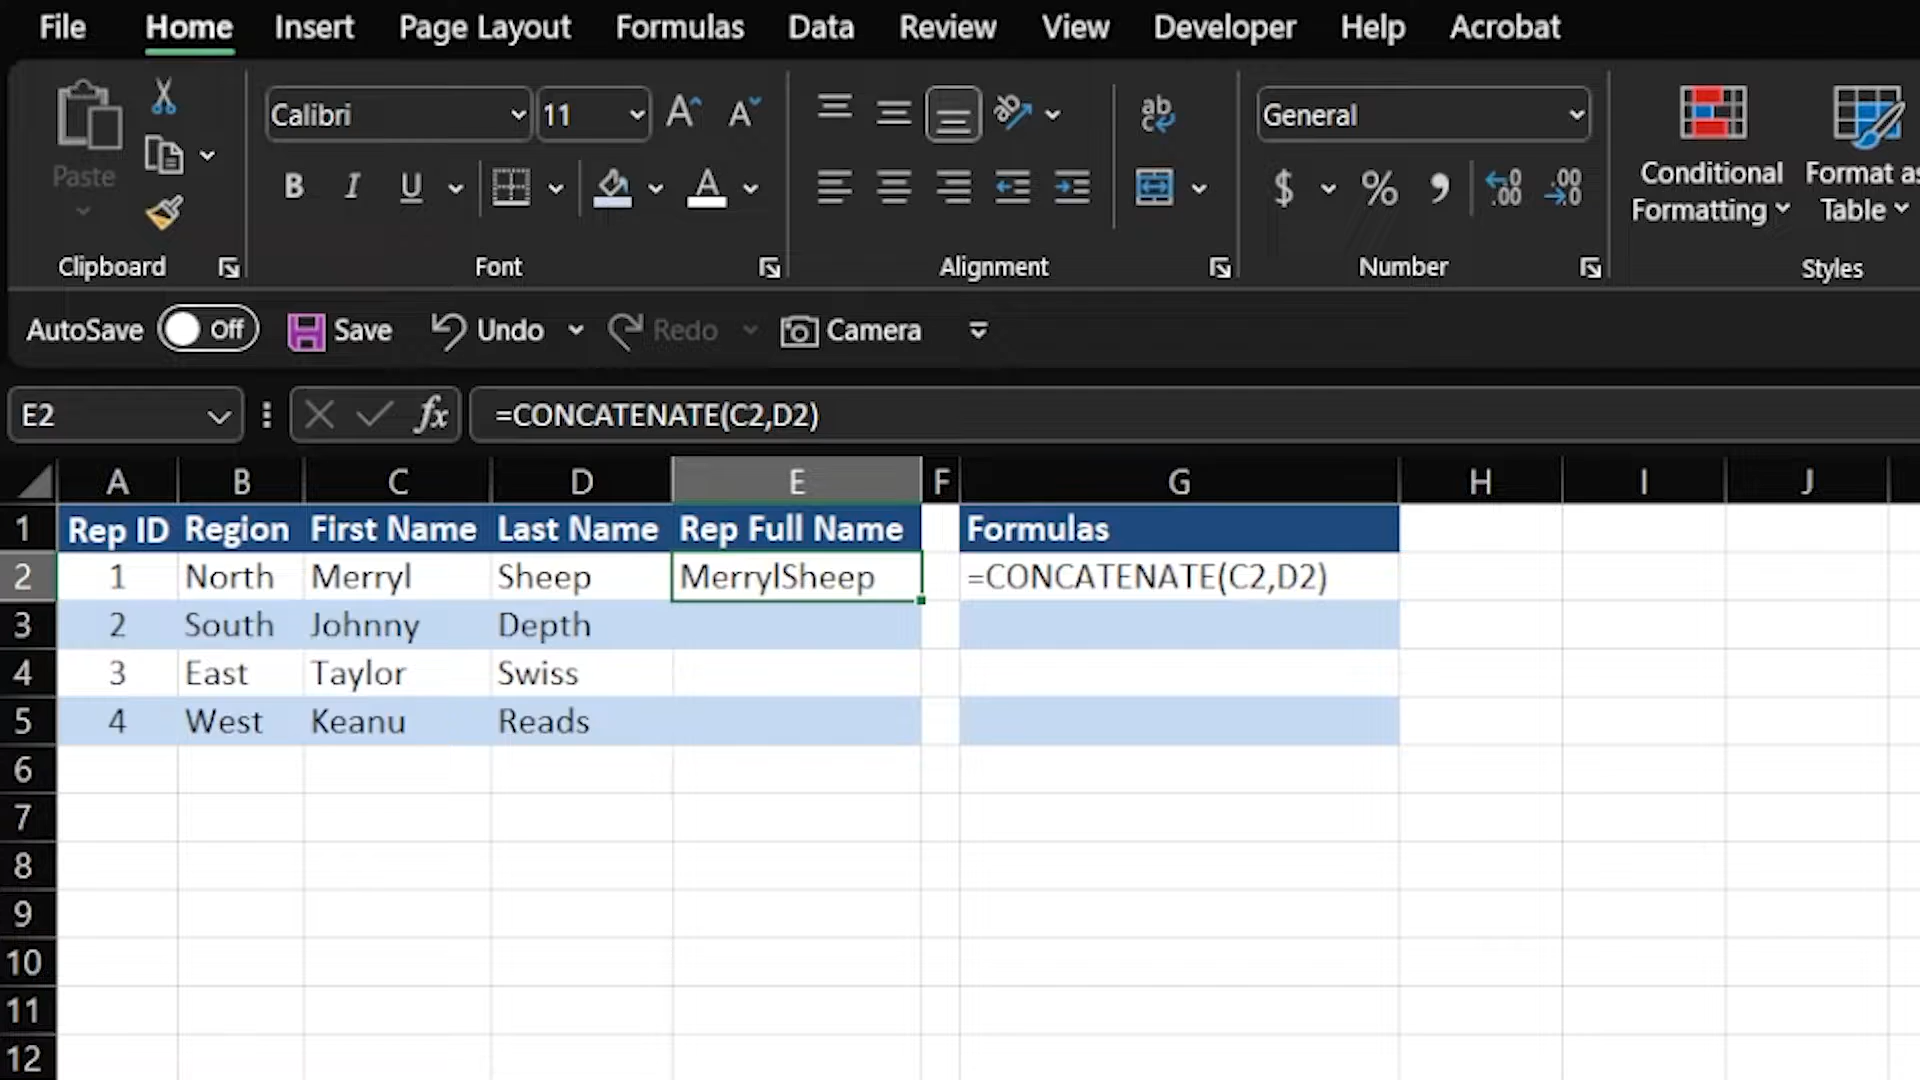 File Home Insert Page Layout Formulas Data Review View Developer Help Acrobat
Paste Calibri 11 General Conditional Formatting Format as Table
B I U $ %
Clipboard Font Alignment Number Styles
AutoSave Off Save Undo Redo Camera
E2 fx =CONCATENATE(C2,D2)
A B C D E F G H I J
1 Rep ID Region First Name Last Name Rep Full Name Formulas
2 1 North Merryl Sheep MerrylSheep =CONCATENATE(C2,D2)
3 2 South Johnny Depth
4 3 East Taylor Swiss
5 4 West Keanu Reads
6
7
8
9
10
11
12